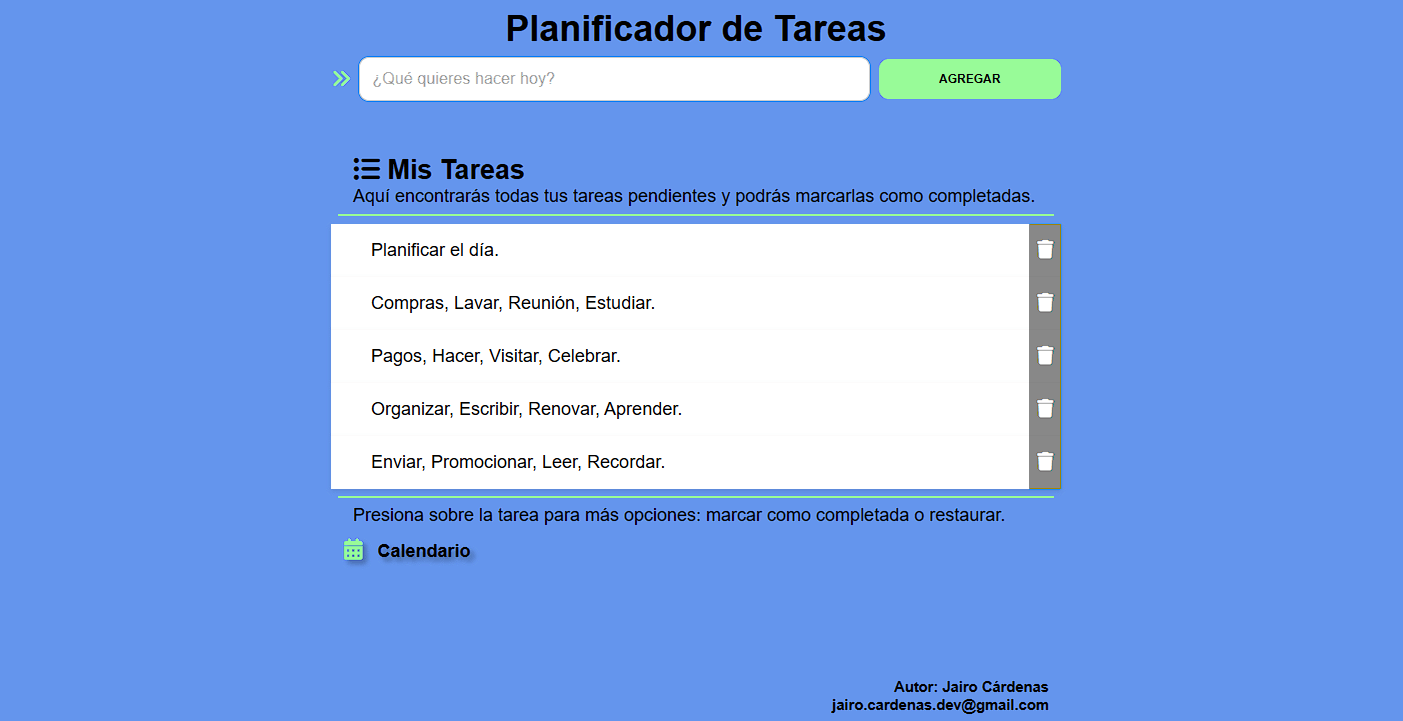 Planificador de Tareas
¿Qué quieres hacer hoy?
AGREGAR
Mis Tareas
Aquí encontrarás todas tus tareas pendientes y podrás marcarlas como completadas.
Planificar el día.
Compras, Lavar, Reunión, Estudiar.
Pagos, Hacer, Visitar, Celebrar.
Organizar, Escribir, Renovar, Aprender.
Enviar, Promocionar, Leer, Recordar.
Presiona sobre la tarea para más opciones: marcar como completada o restaurar.
Calendario
Autor: Jairo Cárdenas
jairo.cardenas.dev@gmail.com